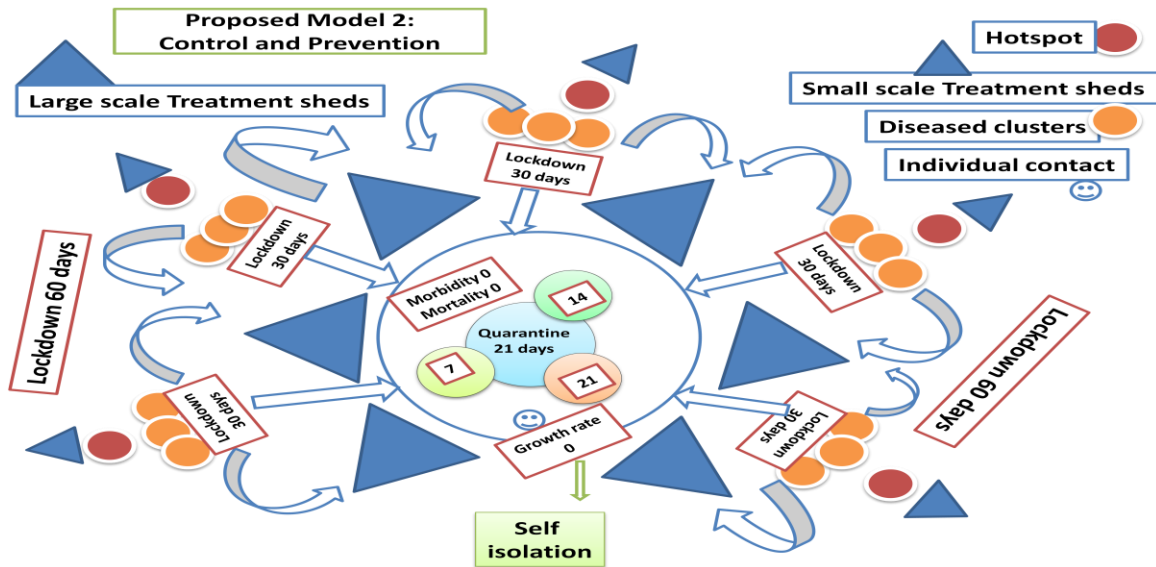 Proposed Model 2:
Control and Prevention
Hotspot
Large scale Treatment sheds
Small scale Treatment sheds
Diseased clusters
Individual contact
Lockdown
30 days
Lockdown
30 days
Lockdown
30 days
Lockdown 60 days
Morbidity 0
Mortality 0
14
Quarantine
21 days
7
21
Lockdown 60 days
Lockdown
30 days
Lockdown
30 days
Growth rate
0
Self
isolation